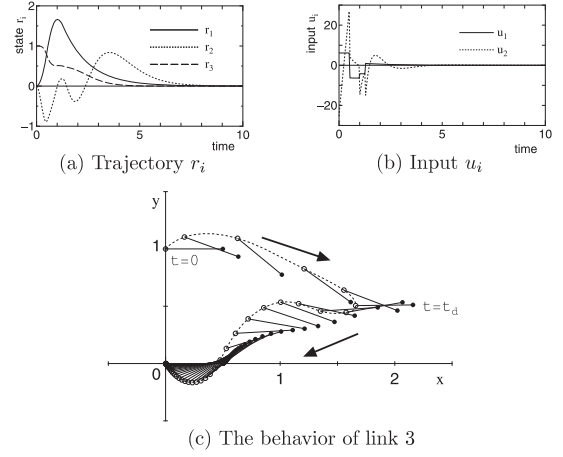 state r_i
2
1
0
−1
r_1
r_2
r_3
0 5 10
time
(a) Trajectory r_i
input u_i
20
0
−20
u_1
u_2
0 5 10
time
(b) Input u_i
y
1
t=0
t=t_d
0 1 2
x
(c) The behavior of link 3